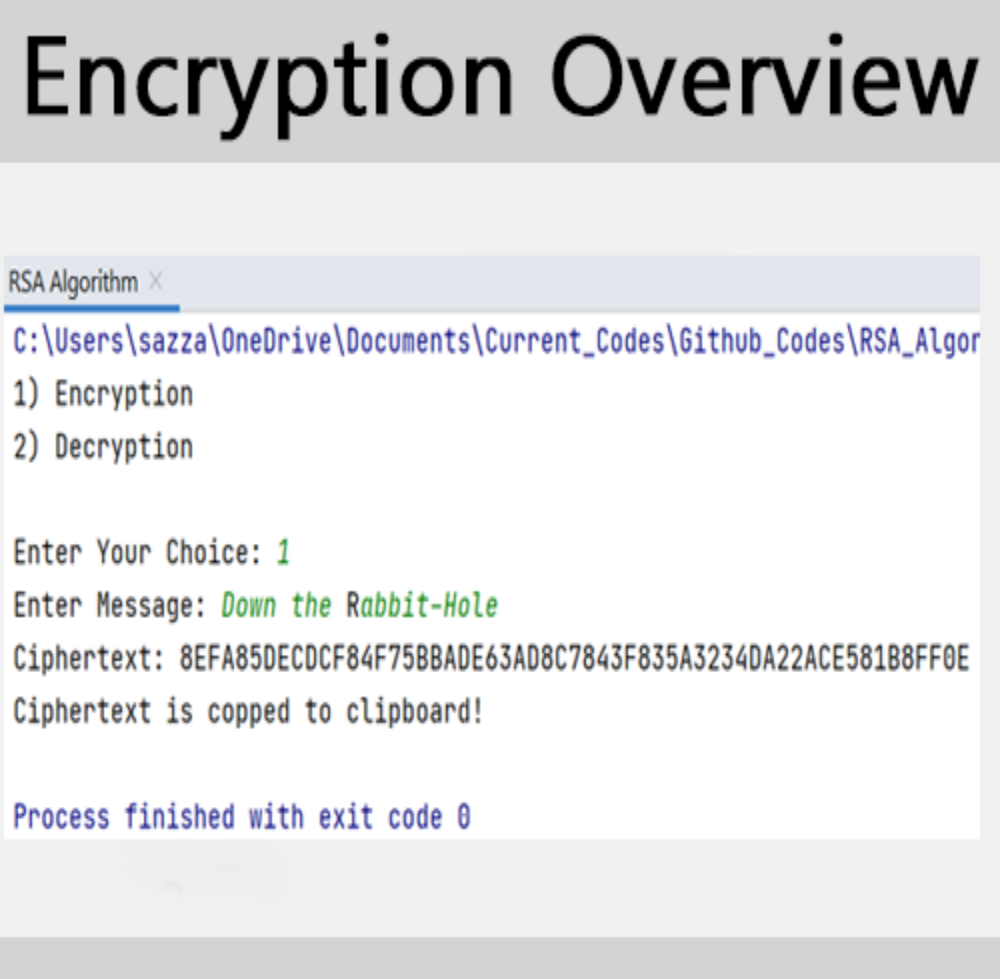 Encryption Overview
RSA Algorithm
C:\Users\sazza\OneDrive\Documents\Current_Codes\Github_Codes\RSA_Algor
1) Encryption
2) Decryption
Enter Your Choice: 1
Enter Message: Down the Rabbit-Hole
Ciphertext: 8EFA85DECDCF84F75BBADE63AD8C7843F835A3234DA22ACE581B8FF0E
Ciphertext is copped to clipboard!
Process finished with exit code 0